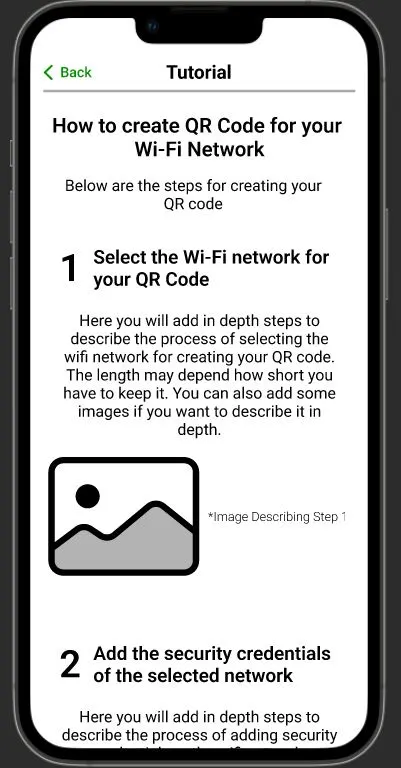 Back
Tutorial
How to create QR Code for your
Wi-Fi Network
Below are the steps for creating your
QR code
1
Select the Wi-Fi network for
your QR Code
Here you will add in depth steps to
describe the process of selecting the
wifi network for creating your QR code.
The length may depend how short you
have to keep it. You can also add some
images if you want to describe it in
depth.
*Image Describing Step 1
2
Add the security credentials
of the selected network
Here you will add in depth steps to
describe the process of adding security